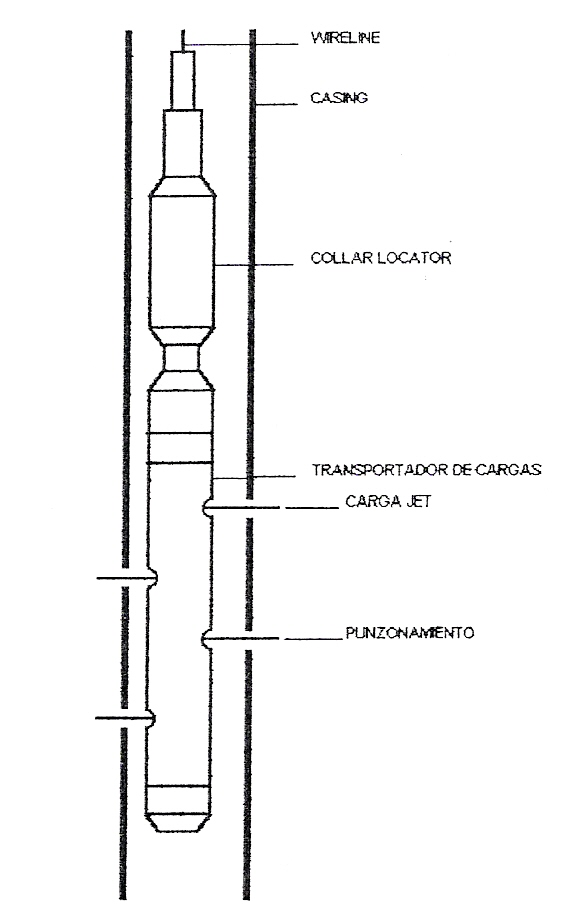 WIRELINE
CASING
COLLAR LOCATOR
TRANSPORTADOR DE CARGAS
CARGA JET
PUNZONAMIENTO